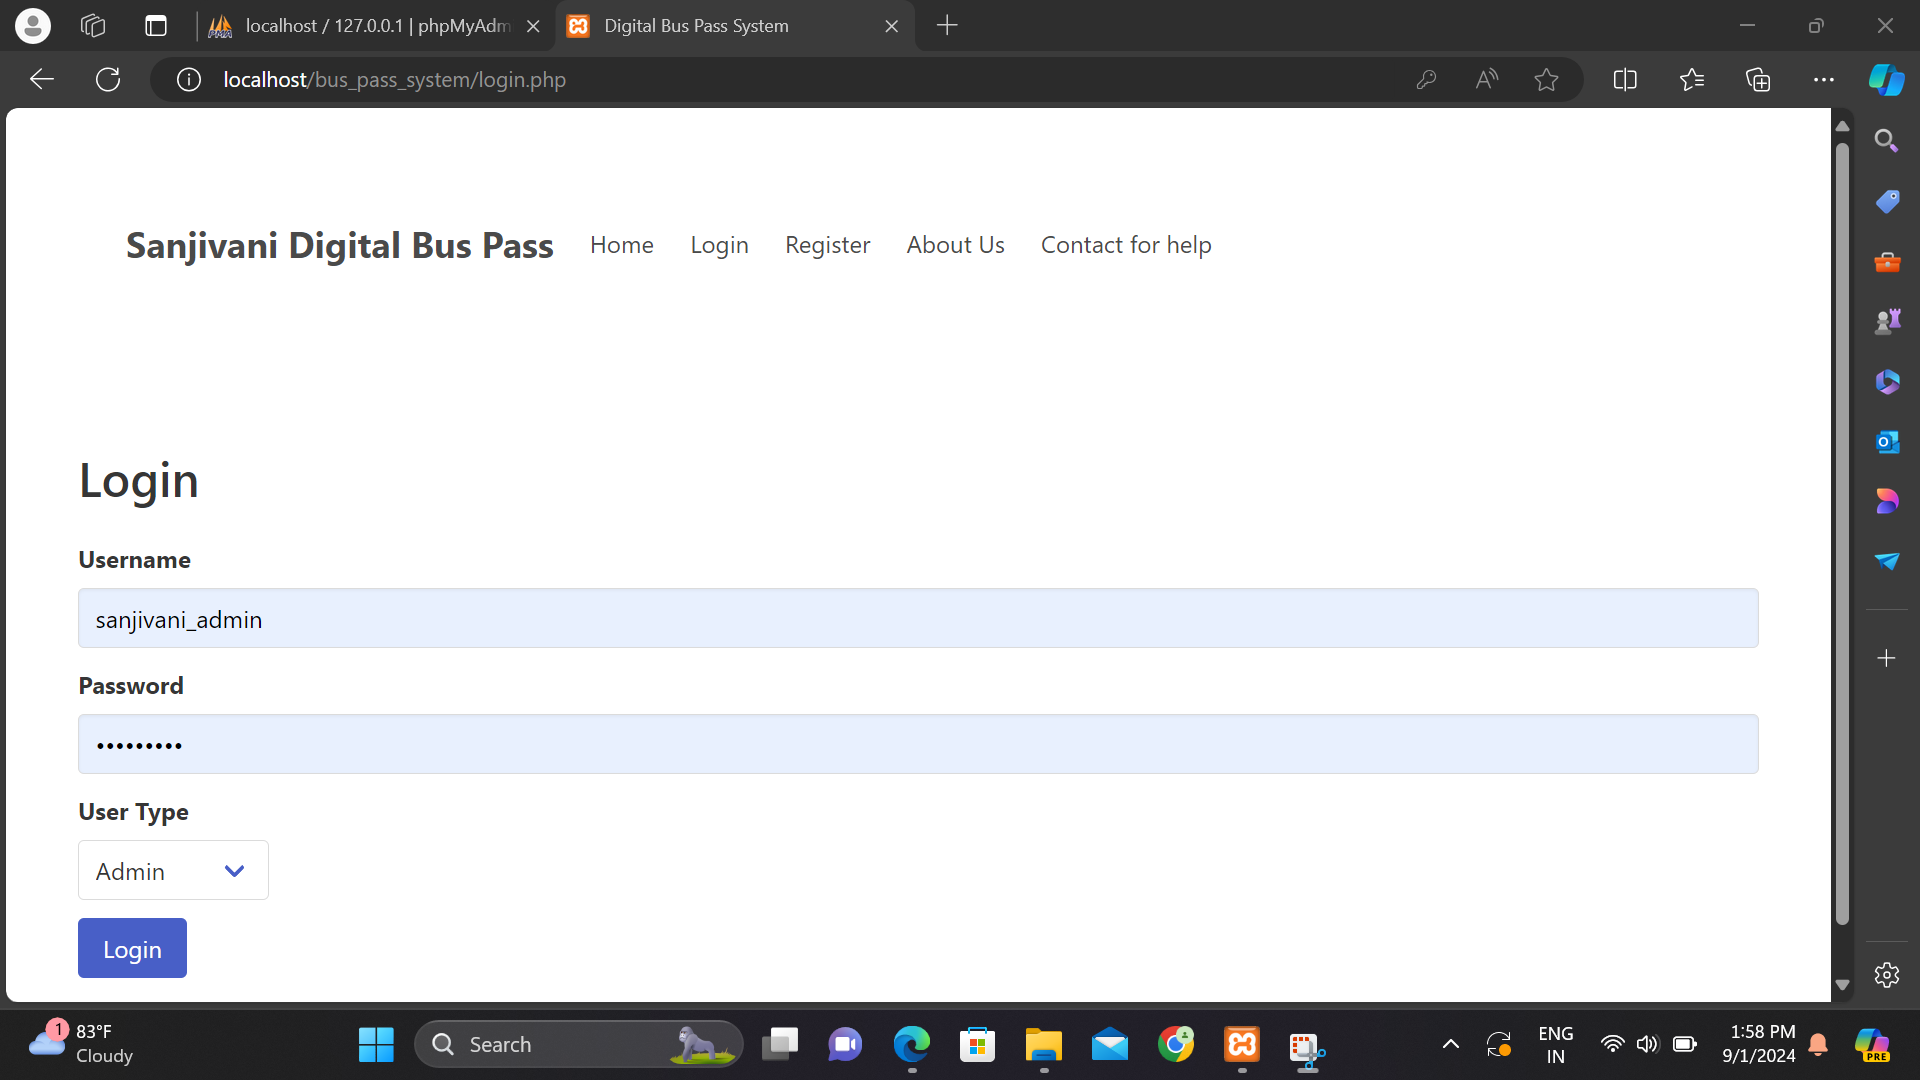 localhost / 127.0.0.1 | phpMyAdm
Digital Bus Pass System
localhost/bus_pass_system/login.php
Sanjivani Digital Bus Pass
Home
Login
Register
About Us
Contact for help
Login
Username
sanjivani_admin
Password
•••••••••
User Type
Admin
Login
1
83°F
Cloudy
Search
ENG
IN
1:58 PM
9/1/2024
PRE